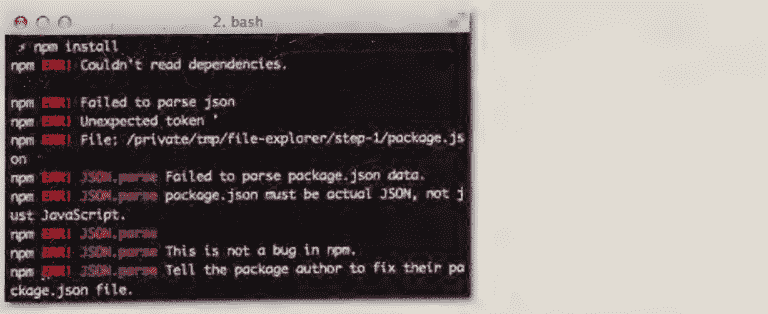 2. bash
⚡ npm install
npm ERR! Couldn't read dependencies.
npm ERR! Failed to parse json
npm ERR! Unexpected token '
npm ERR! File: /private/tmp/file-explorer/step-1/package.js
on
npm ERR! JSON.parse Failed to parse package.json data.
npm ERR! JSON.parse package.json must be actual JSON, not j
ust JavaScript.
npm ERR! JSON.parse
npm ERR! JSON.parse This is not a bug in npm.
npm ERR! JSON.parse Tell the package author to fix their pa
ckage.json file.